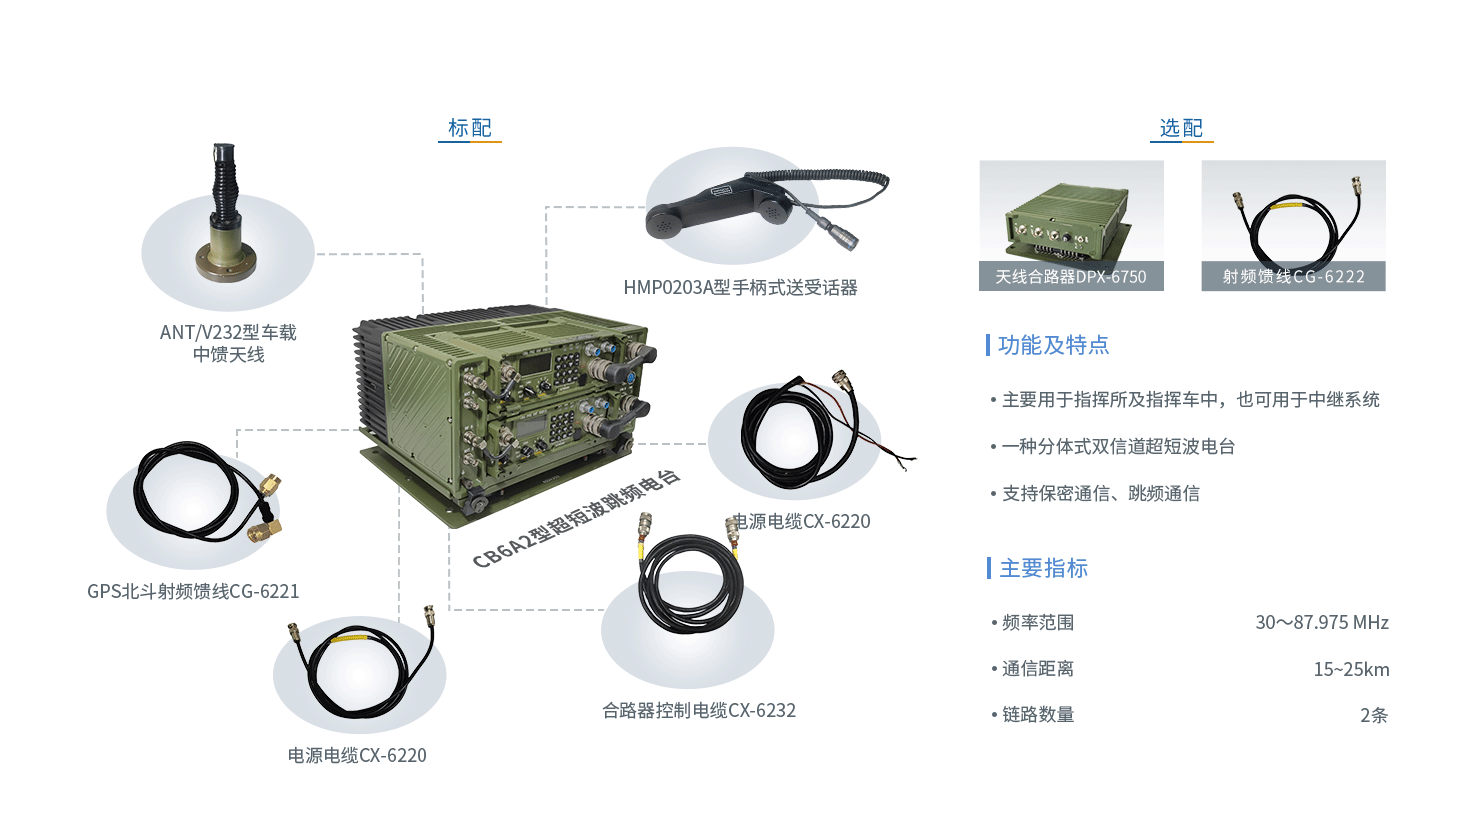 标配
ANT/V232型车载
中馈天线
HMP0203A型手柄式送受话器
GPS北斗射频馈线CG-6221
CB6A2型超短波跳频电台
电源电缆CX-6220
合路器控制电缆CX-6232
电源电缆CX-6220
选配
天线合路器DPX-6750
射频馈线CG-6222
功能及特点
• 主要用于指挥所及指挥车中，也可用于中继系统
• 一种分体式双信道超短波电台
• 支持保密通信、跳频通信
主要指标
• 频率范围 30～87.975 MHz
• 通信距离 15~25km
• 链路数量 2条